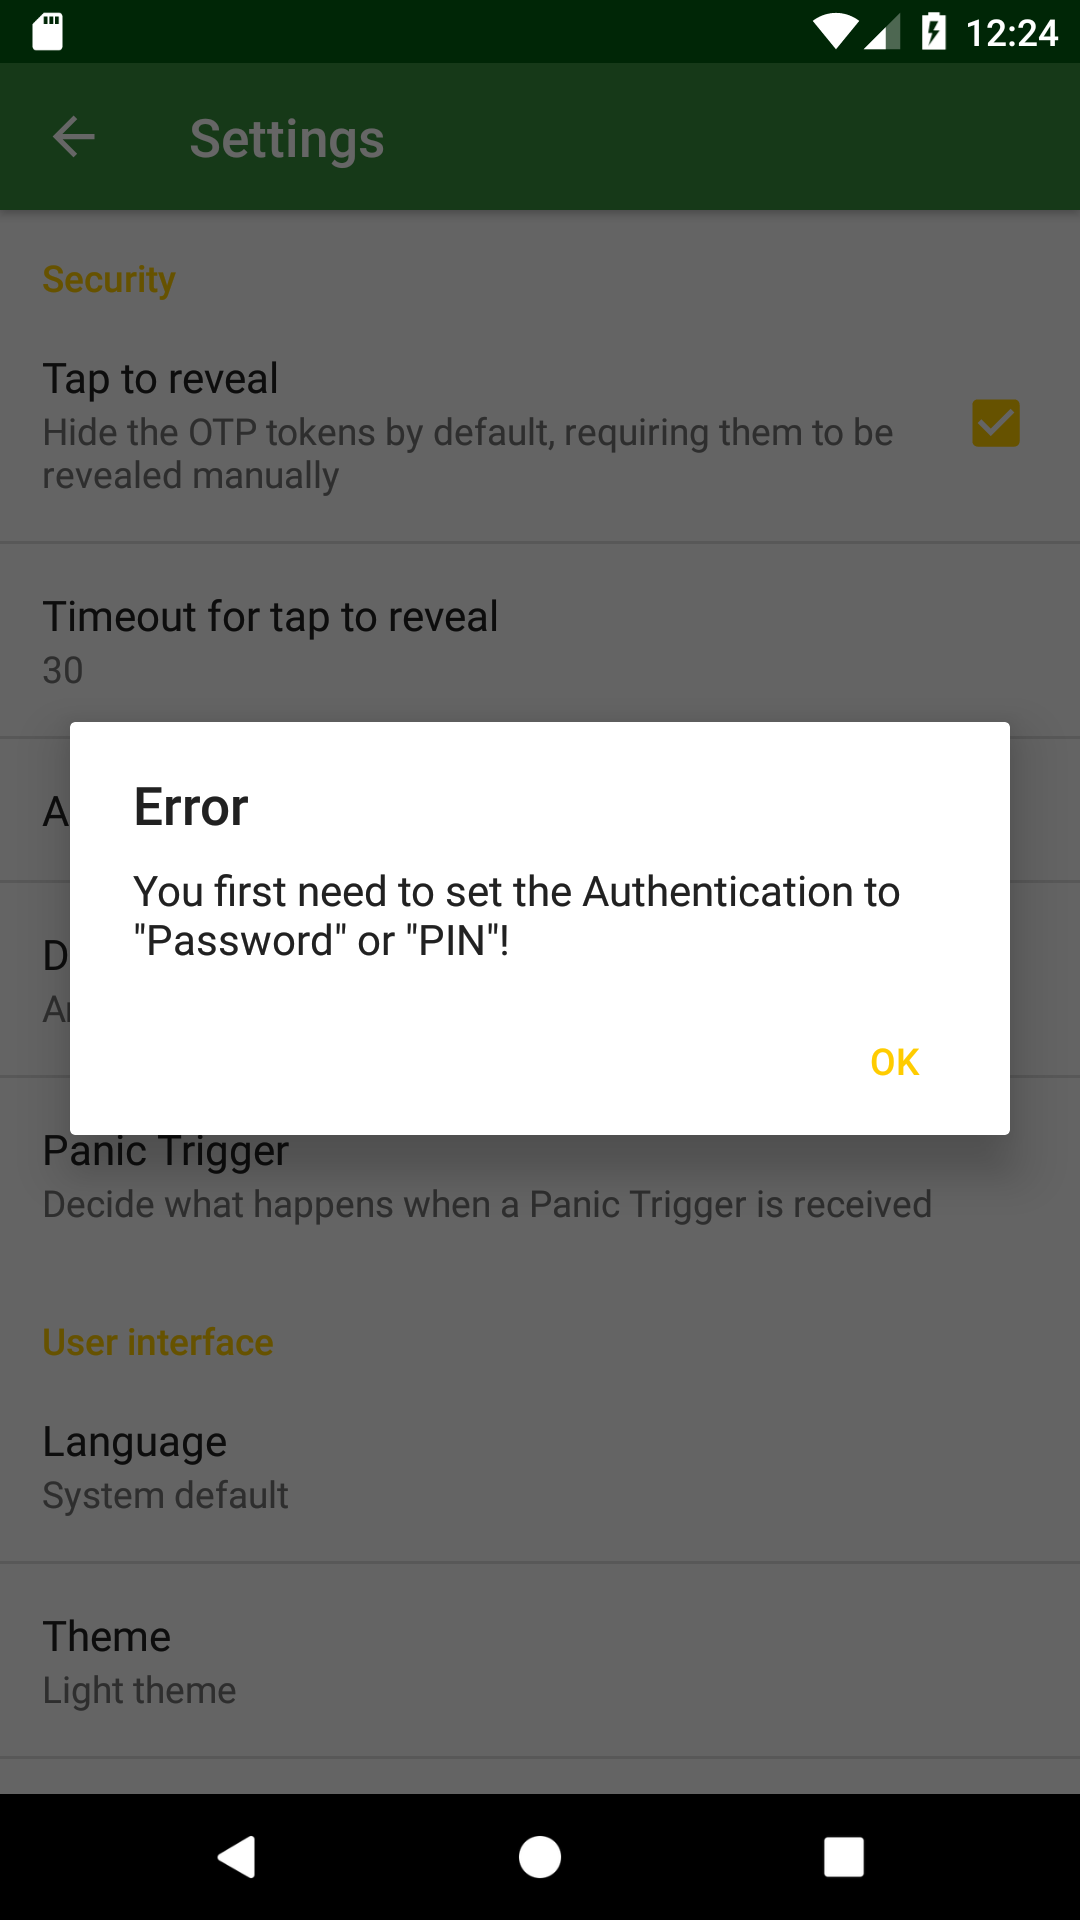 12:24
Settings
Security
Tap to reveal
Hide the OTP tokens by default, requiring them to be
revealed manually
Timeout for tap to reveal
30
A
Error
You first need to set the Authentication to
"Password" or "PIN"!
D
OK
Panic Trigger
Decide what happens when a Panic Trigger is received
User interface
Language
System default
Theme
Light theme